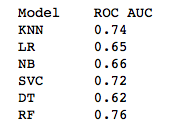 Model ROC AUC
KNN 0.74
LR 0.65
NB 0.66
SVC 0.72
DT 0.62
RF 0.76